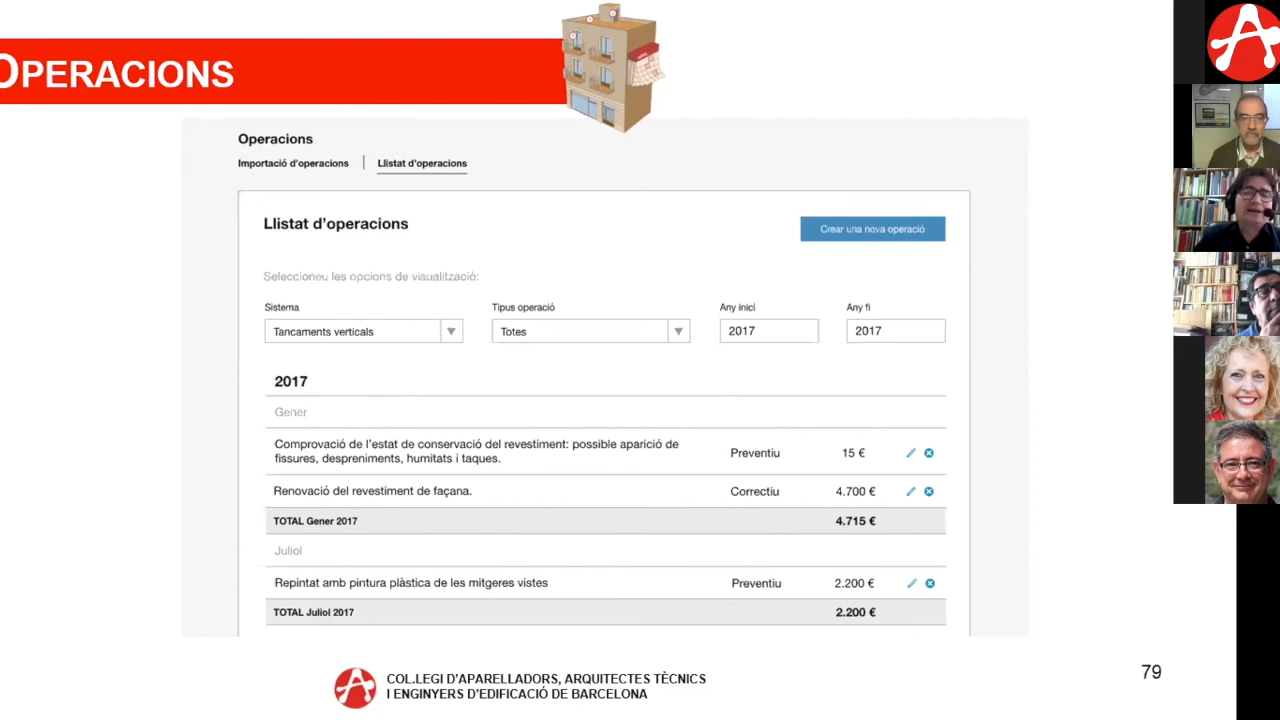 OPERACIONS
Operacions
Importació d'operacions | Llistat d'operacions
Llistat d'operacions
Crear una nova operació
Seleccioneu les opcions de visualització:
Sistema
Tipus operació
Any inici
Any fi
Tancaments verticals
Totes
2017
2017
2017
Gener
Comprovació de l'estat de conservació del revestiment: possible aparició de
fissures, despreniments, humitats i taques.
Preventiu
15 €
Renovació del revestiment de façana.
Correctiu
4.700 €
TOTAL Gener 2017
4.715 €
Juliol
Repintat amb pintura plàstica de les mitgeres vistes
Preventiu
2.200 €
TOTAL Juliol 2017
2.200 €
COL.LEGI D'APARELLADORS, ARQUITECTES TÈCNICS
I ENGINYERS D'EDIFICACIÓ DE BARCELONA
79